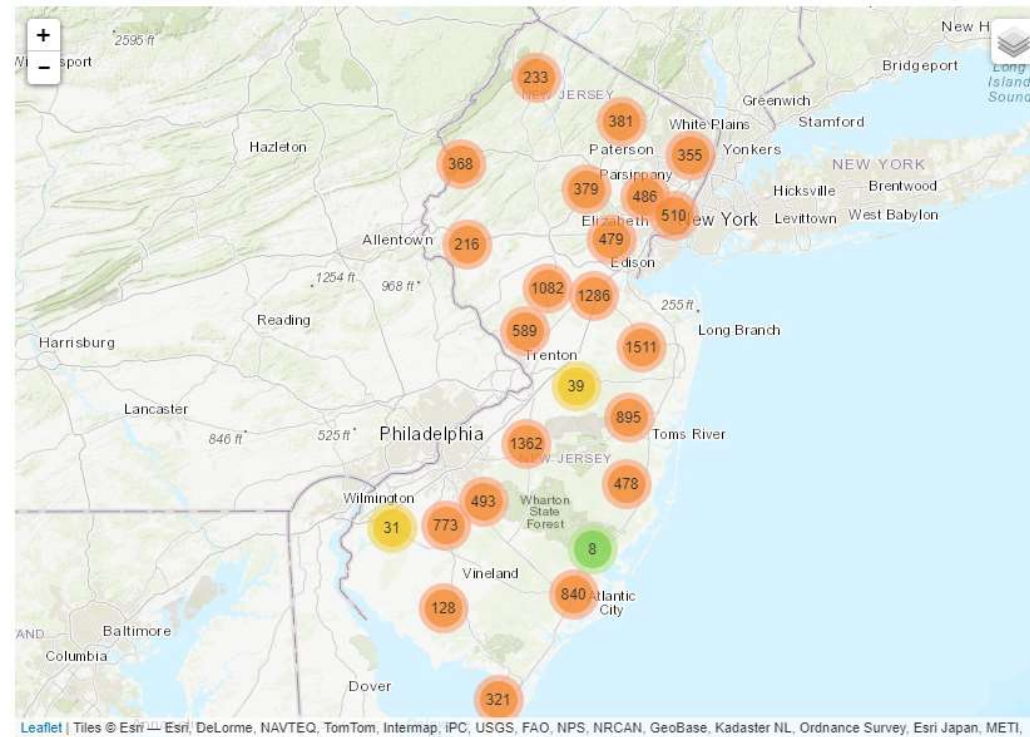 +
−
2595 ft
sport
New H
Bridgeport
Long
Island
Sound
233
NEW JERSEY
Greenwich
381
White Plains
Stamford
Hazleton
Paterson
355
Yonkers
368
NEW YORK
Parsippany
379
486
Hicksville
Brentwood
510
New York
Levittown
West Babylon
Elizabeth
Allentown
216
479
Edison
1254 ft
968 ft
1082
1286
255 ft
Reading
589
Long Branch
Harrisburg
1511
Trenton
39
Lancaster
895
846 ft
525 ft
Philadelphia
1362
Toms River
NEW JERSEY
478
Wilmington
493
Wharton
State
Forest
31
773
8
Vineland
840
Atlantic
City
128
AND
Baltimore
Columbia
Dover
321
Leaflet | Tiles © Esri — Esri, DeLorme, NAVTEQ, TomTom, Intermap, iPC, USGS, FAO, NPS, NRCAN, GeoBase, Kadaster NL, Ordnance Survey, Esri Japan, METI,